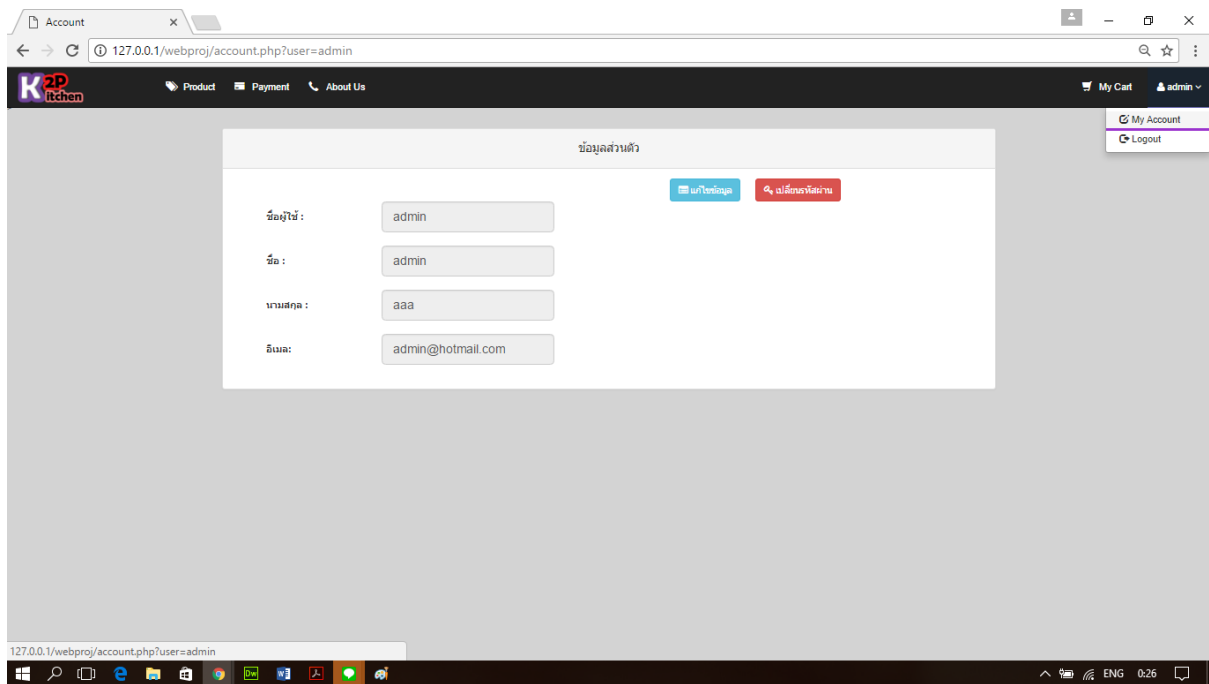 Account
127.0.0.1/webproj/account.php?user=admin
K2P itchen Product Payment About Us My Cart admin
My Account
Logout
ข้อมูลส่วนตัว
แก้ไขข้อมูล เปลี่ยนรหัสผ่าน
ชื่อผู้ใช้ : admin
ชื่อ : admin
นามสกุล : aaa
อีเมล: admin@hotmail.com
127.0.0.1/webproj/account.php?user=admin
Dw ENG 0:26